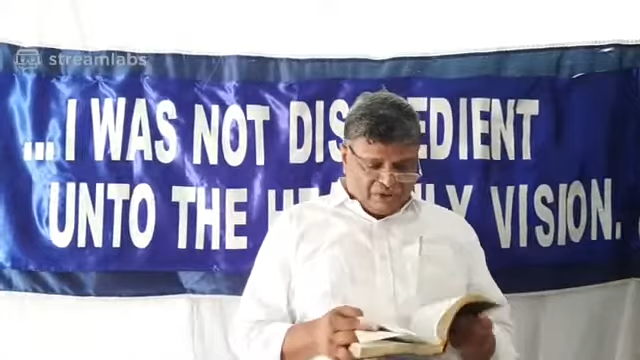 streamlabs
... I WAS NOT
UNTO THE VISION.